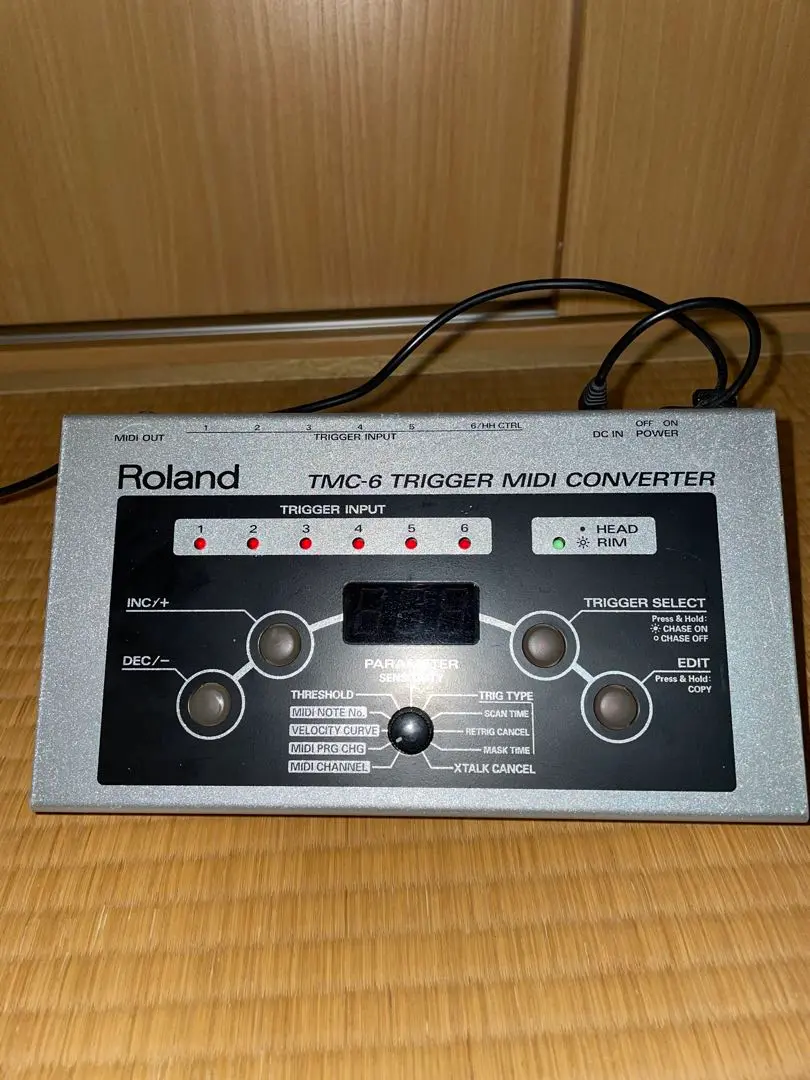 MIDI OUT
1 2 3 4 5 6/HH CTRL
TRIGGER INPUT
DC IN
OFF ON
POWER
Roland
TMC-6 TRIGGER MIDI CONVERTER
TRIGGER INPUT
1 2 3 4 5 6
HEAD
RIM
INC/+
DEC/–
TRIGGER SELECT
Press & Hold:
CHASE ON
CHASE OFF
EDIT
Press & Hold:
COPY
PARAMETER
SENSITIVITY
THRESHOLD
MIDI NOTE No.
VELOCITY CURVE
MIDI PRG CHG
MIDI CHANNEL
TRIG TYPE
SCAN TIME
RETRIG CANCEL
MASK TIME
XTALK CANCEL